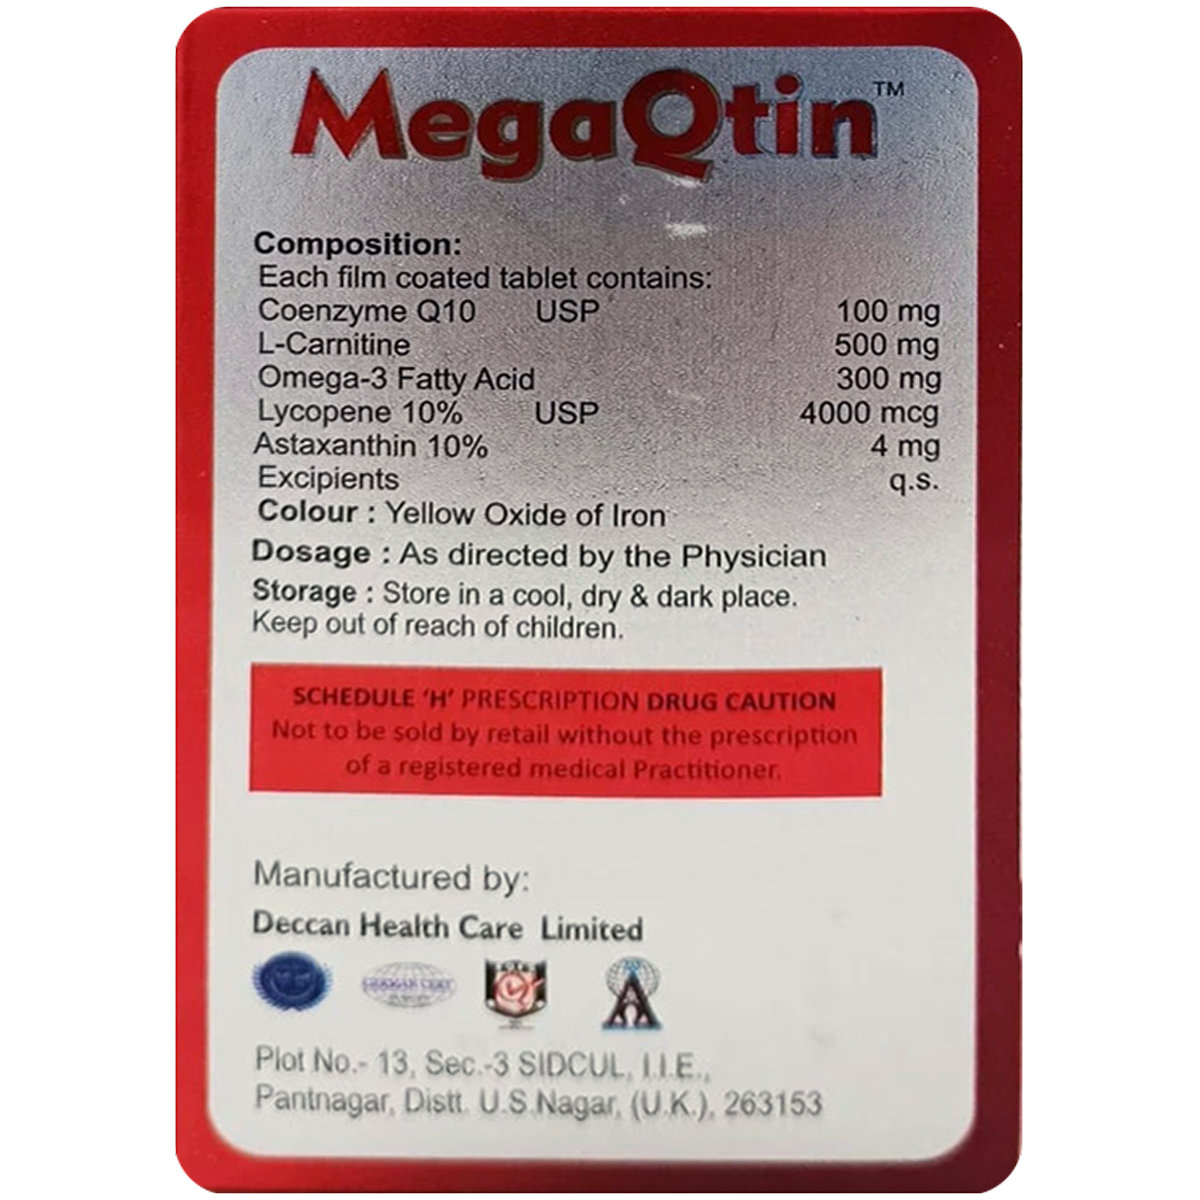 MegaQtin™
Composition:
Each film coated tablet contains:
Coenzyme Q10 USP 100 mg
L-Carnitine 500 mg
Omega-3 Fatty Acid 300 mg
Lycopene 10% USP 4000 mcg
Astaxanthin 10% 4 mg
Excipients q.s.
Colour : Yellow Oxide of Iron
Dosage : As directed by the Physician
Storage : Store in a cool, dry & dark place.
Keep out of reach of children.
SCHEDULE ‘H’ PRESCRIPTION DRUG CAUTION
Not to be sold by retail without the prescription
of a registered medical Practitioner.
Manufactured by:
Deccan Health Care Limited
GERMAN CERT
Plot No.- 13, Sec.-3 SIDCUL, I.I.E.,
Pantnagar, Distt. U.S.Nagar, (U.K.), 263153